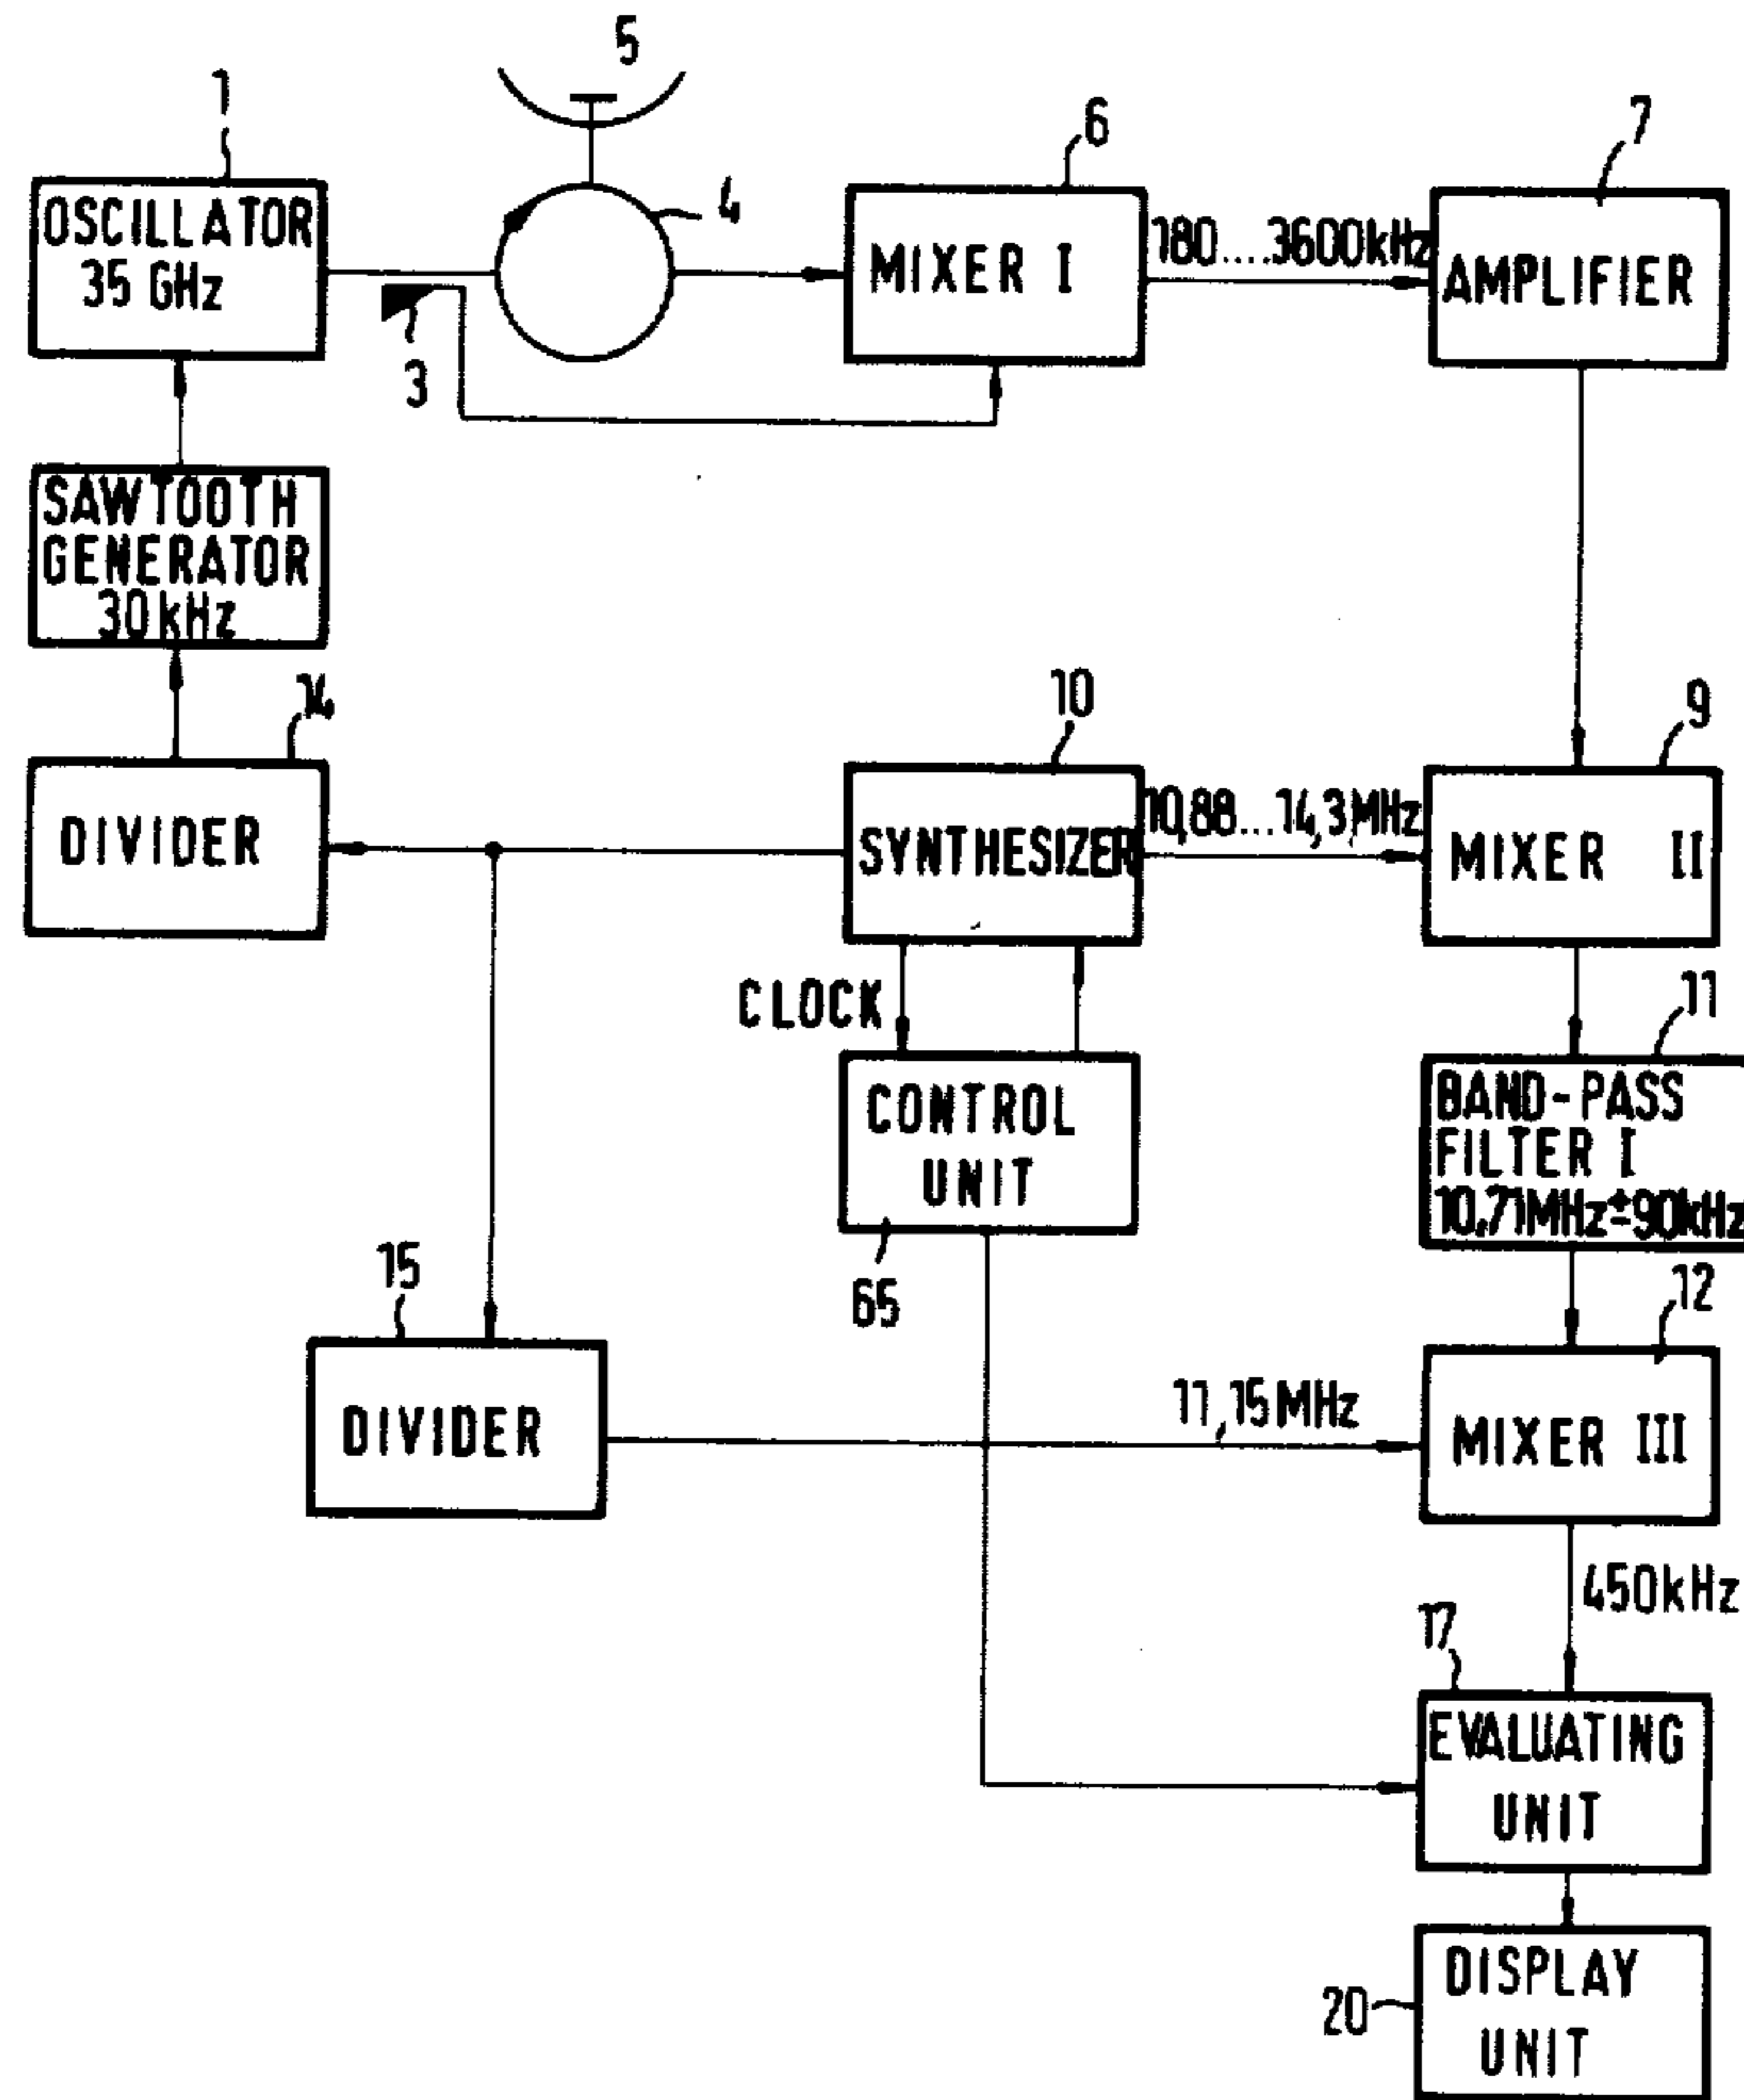 5
1
6
7
4
OSCILLATOR
35 GHz
MIXER I
180....3600kHz
AMPLIFIER
3
SAWTOOTH
GENERATOR
30kHz
14
10
9
DIVIDER
SYNTHESIZER
10,88...14,3MHz
MIXER II
CLOCK
11
CONTROL
UNIT
BAND-PASS
FILTER I
10,71MHz±90kHz
65
15
12
DIVIDER
11,15MHz
MIXER III
450kHz
17
EVALUATING
UNIT
20
DISPLAY
UNIT